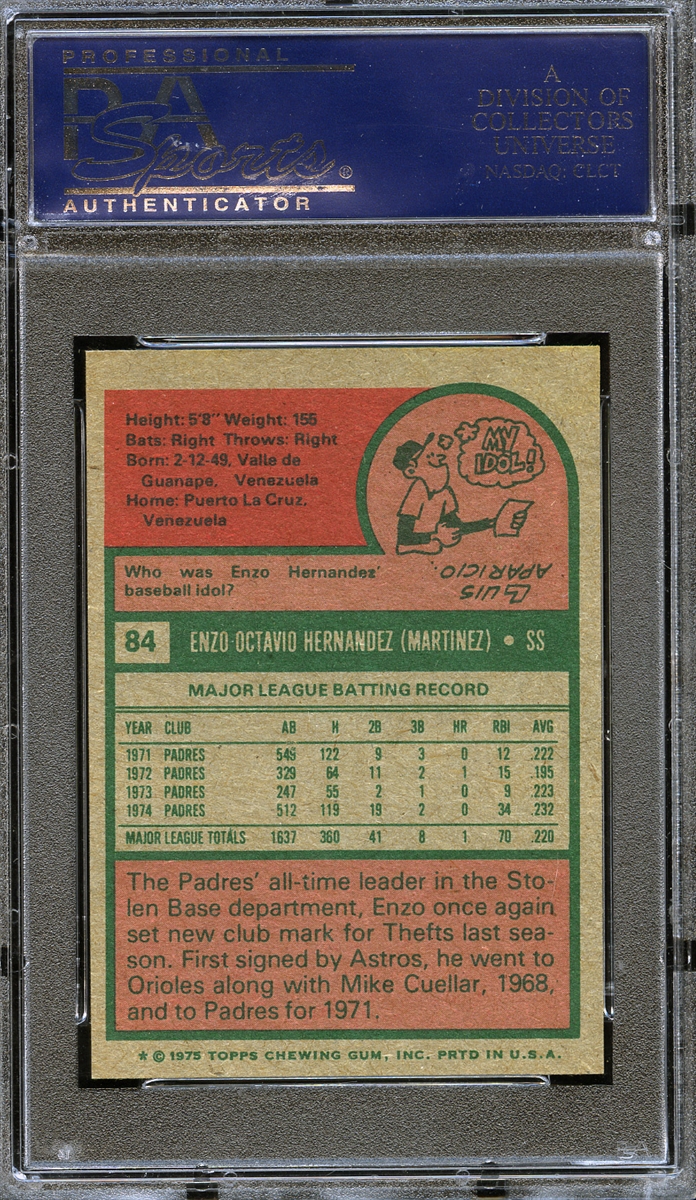 PROFESSIONAL
PSA
Sports®
AUTHENTICATOR
A
DIVISION OF
COLLECTORS
UNIVERSE
NASDAQ: CLCT
Height: 5'8" Weight: 155
Bats: Right Throws: Right
Born: 2-12-49, Valle de
Guanape, Venezuela
Home: Puerto La Cruz,
Venezuela
MY
IDOL!
Who was Enzo Hernandez'
baseball idol?
LUIS
APARICIO.
84 ENZO OCTAVIO HERNANDEZ (MARTINEZ) • SS
MAJOR LEAGUE BATTING RECORD
YEAR CLUB AB H 2B 3B HR RBI AVG
1971 PADRES 549 122 9 3 0 12 .222
1972 PADRES 329 64 11 2 1 15 .195
1973 PADRES 247 55 2 1 0 9 .223
1974 PADRES 512 119 19 2 0 34 .232
MAJOR LEAGUE TOTALS 1637 360 41 8 1 70 .220
The Padres' all-time leader in the Sto-
len Base department, Enzo once again
set new club mark for Thefts last sea-
son. First signed by Astros, he went to
Orioles along with Mike Cuellar, 1968,
and to Padres for 1971.
* © 1975 TOPPS CHEWING GUM, INC. PRTD IN U.S.A.